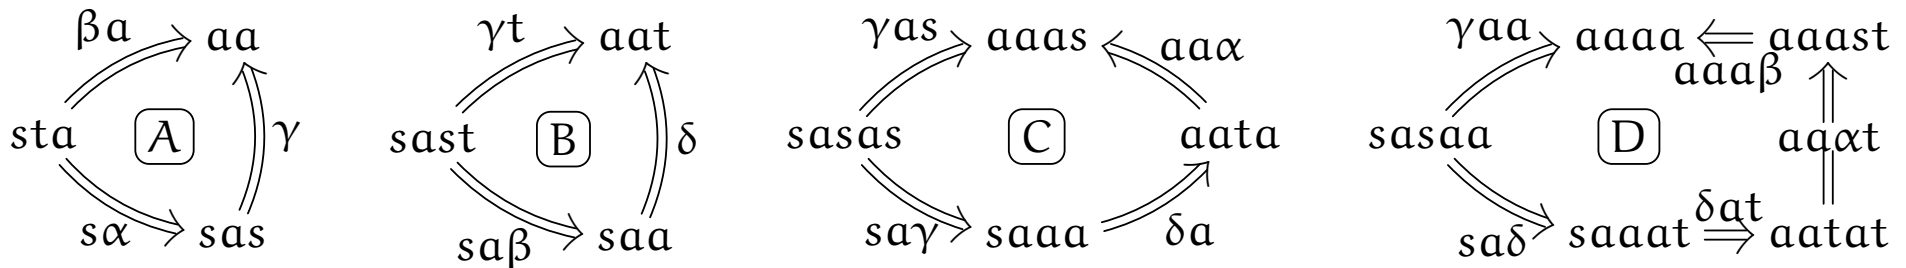 βa aa γt aat γas aaas aaα γaa aaaa aaast
aaaβ
sta A γ sast B δ sasas C aata sasaa D aaαt
sα sas saβ saa saγ saaa δa saδ saaat δat aatat